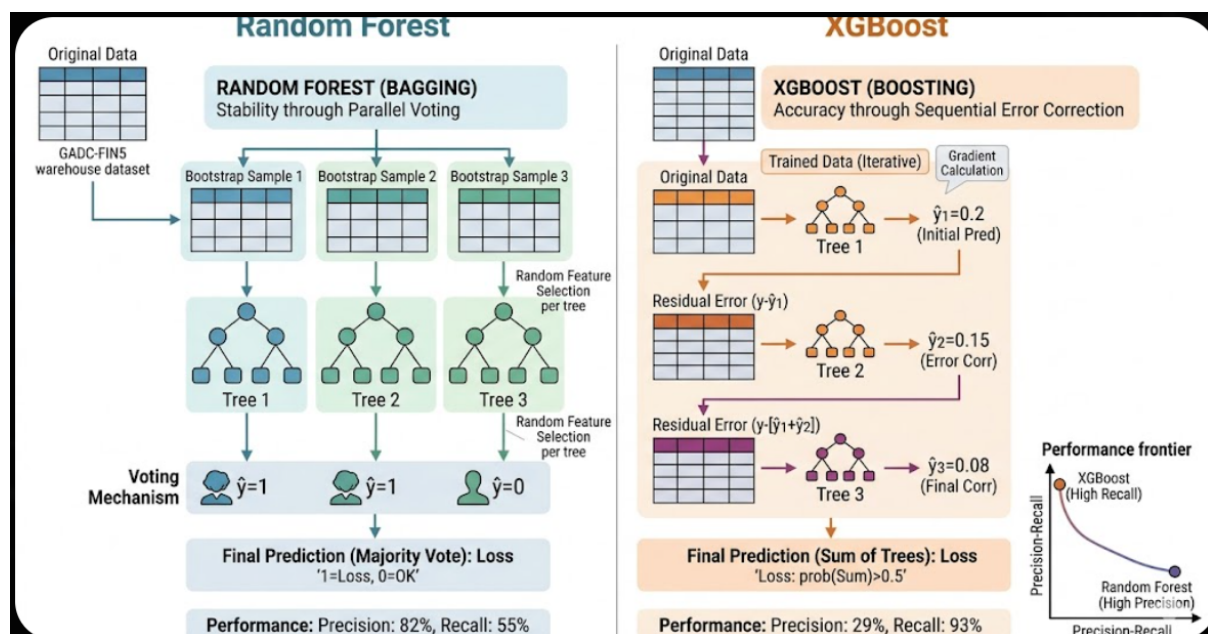 Random Forest
Original Data
RANDOM FOREST (BAGGING)
Stability through Parallel Voting
GADC-FIN5
warehouse dataset
Bootstrap Sample 1
Bootstrap Sample 2
Bootstrap Sample 3
Random Feature
Selection
per tree
Tree 1
Tree 2
Tree 3
Random Feature
Selection
per tree
Voting
Mechanism
ŷ=1
ŷ=1
ŷ=0
Final Prediction (Majority Vote): Loss
'1=Loss, 0=OK'
Performance: Precision: 82%, Recall: 55%
XGBoost
Original Data
XGBOOST (BOOSTING)
Accuracy through Sequential Error Correction
Trained Data (Iterative)
Gradient
Calculation
Original Data
Tree 1
ŷ₁=0.2
(Initial Pred)
Residual Error (y-ŷ₁)
Tree 2
ŷ₂=0.15
(Error Corr)
Residual Error (y-[ŷ₁+ŷ₂])
Tree 3
ŷ₃=0.08
(Final Corr)
Final Prediction (Sum of Trees): Loss
'Loss: prob(Sum)>0.5'
Performance: Precision: 29%, Recall: 93%
Performance frontier
XGBoost
(High Recall)
Precision-Recall
Random Forest
(High Precision)
Precision-Recall